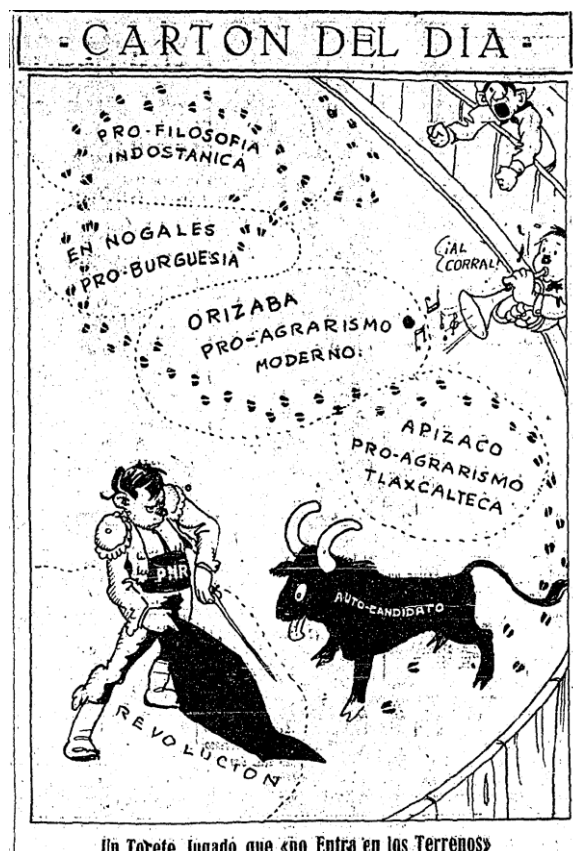 - CARTON DEL DIA -
PRO-FILOSOFIA
INDOSTANICA
EN NOGALES
PRO-BURGUESIA
¡AL
CORRAL!
ORIZABA
PRO-AGRARISMO
MODERNO.
APIZACO
PRO-AGRARISMO
TLAXCALTECA
PNR
AUTO-CANDIDATO
REVOLUCION
Un Torete Jugado que «no Entra en los Terrenos»